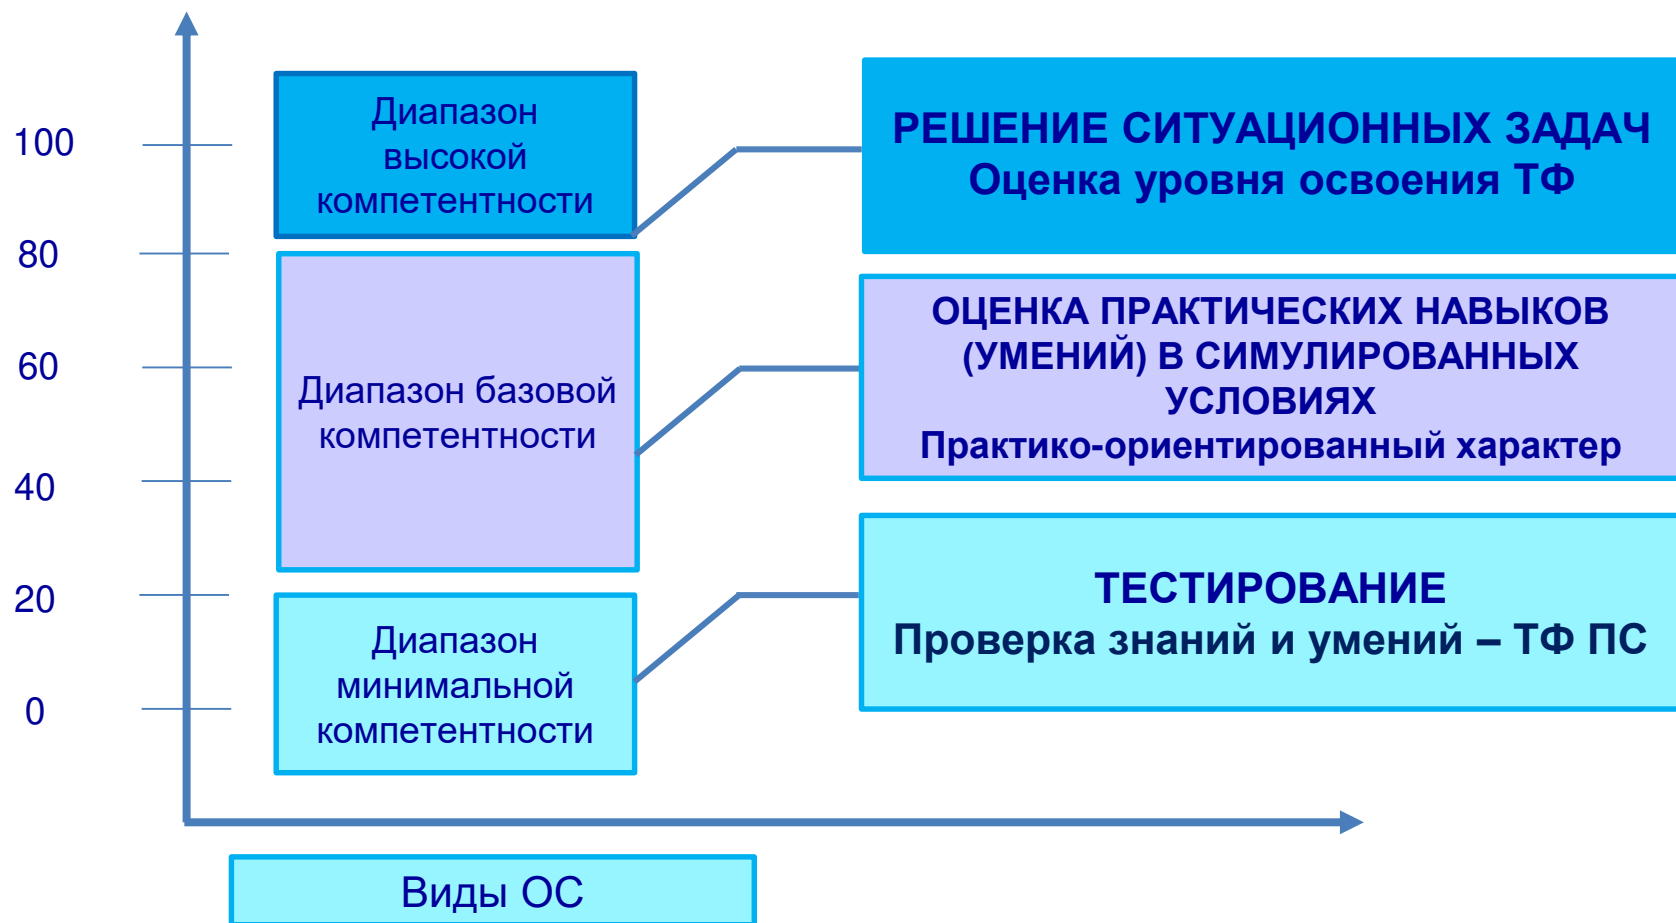 100
80
60
40
20
0
Диапазон
высокой
компетентности
Диапазон базовой
компетентности
Диапазон
минимальной
компетентности
РЕШЕНИЕ СИТУАЦИОННЫХ ЗАДАЧ
Оценка уровня освоения ТФ
ОЦЕНКА ПРАКТИЧЕСКИХ НАВЫКОВ
(УМЕНИЙ) В СИМУЛИРОВАННЫХ
УСЛОВИЯХ
Практико-ориентированный характер
ТЕСТИРОВАНИЕ
Проверка знаний и умений – ТФ ПС
Виды ОС